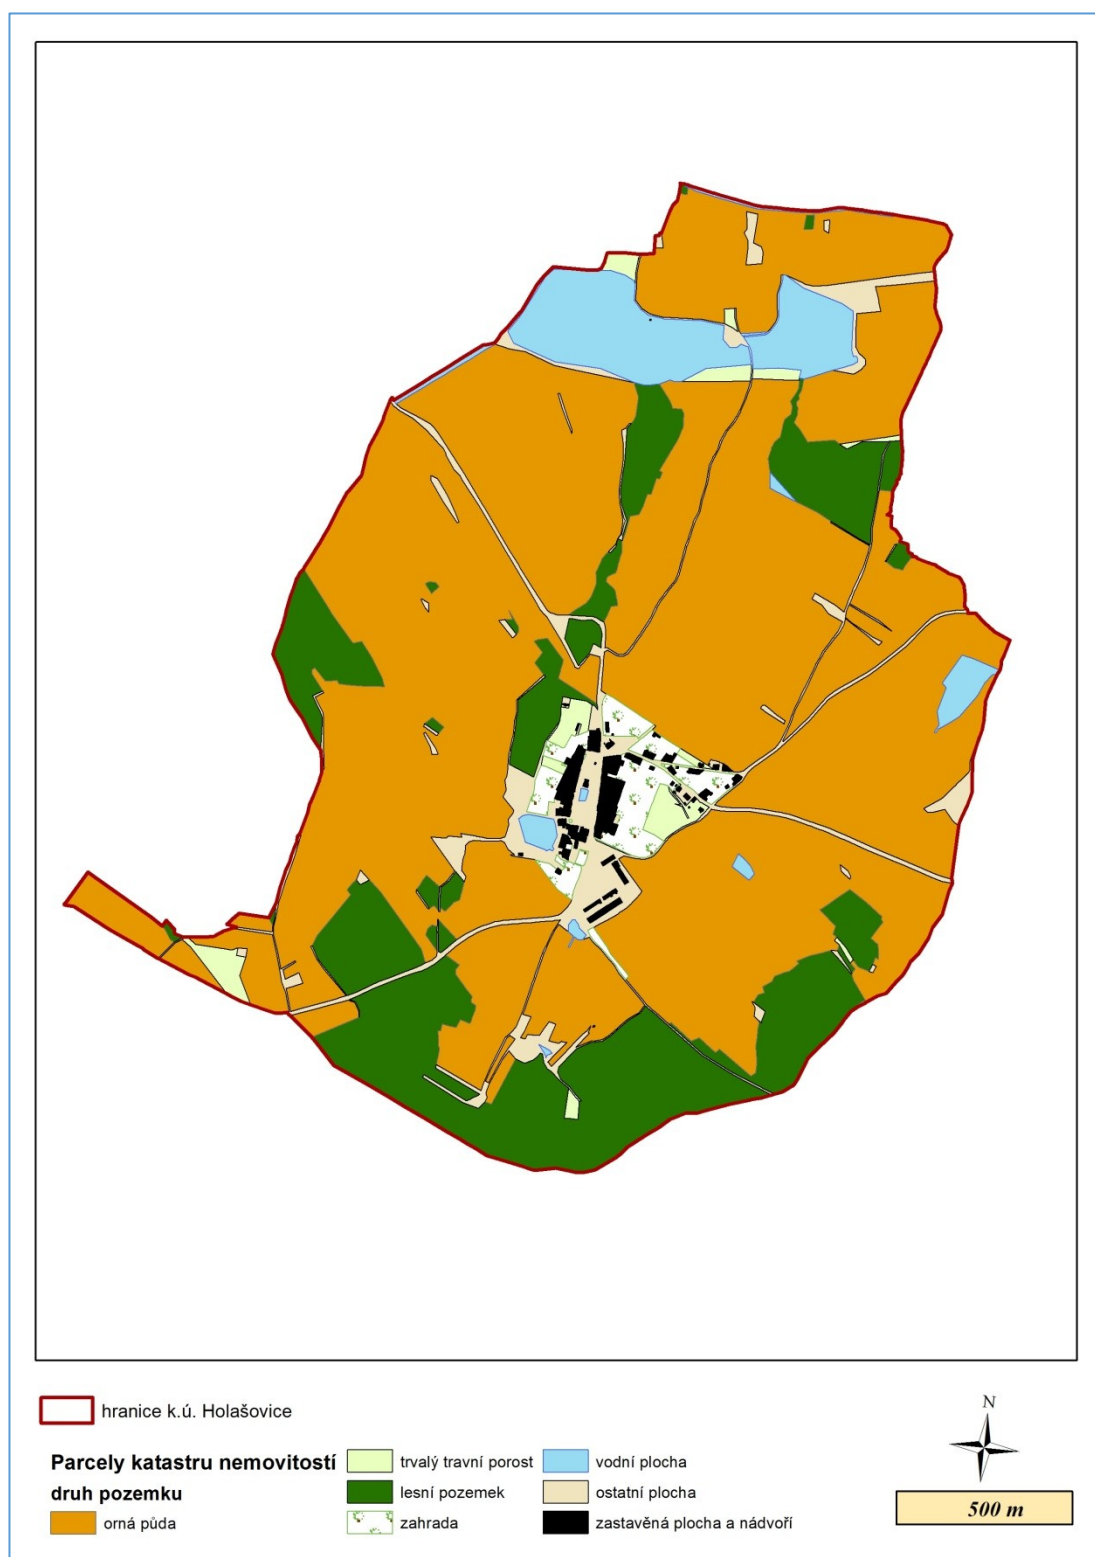 hranice k.ú. Holašovice
N
Parcely katastru nemovitostí
druh pozemku
orná půda
trvalý travní porost
lesní pozemek
zahrada
vodní plocha
ostatní plocha
zastavěná plocha a nádvoří
500 m